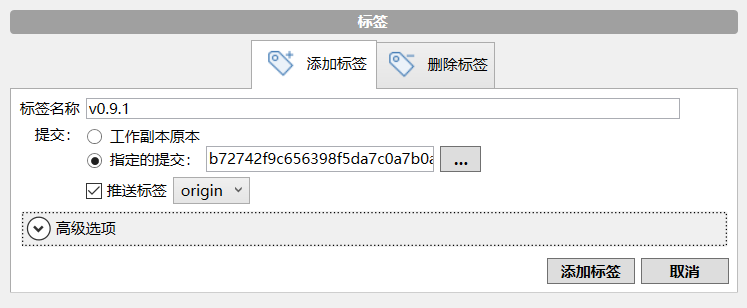 标签
添加标签 删除标签
标签名称 v0.9.1
提交： 工作副本原本
指定的提交： b72742f9c656398f5da7c0a7b0a ...
推送标签 origin
高级选项
添加标签 取消